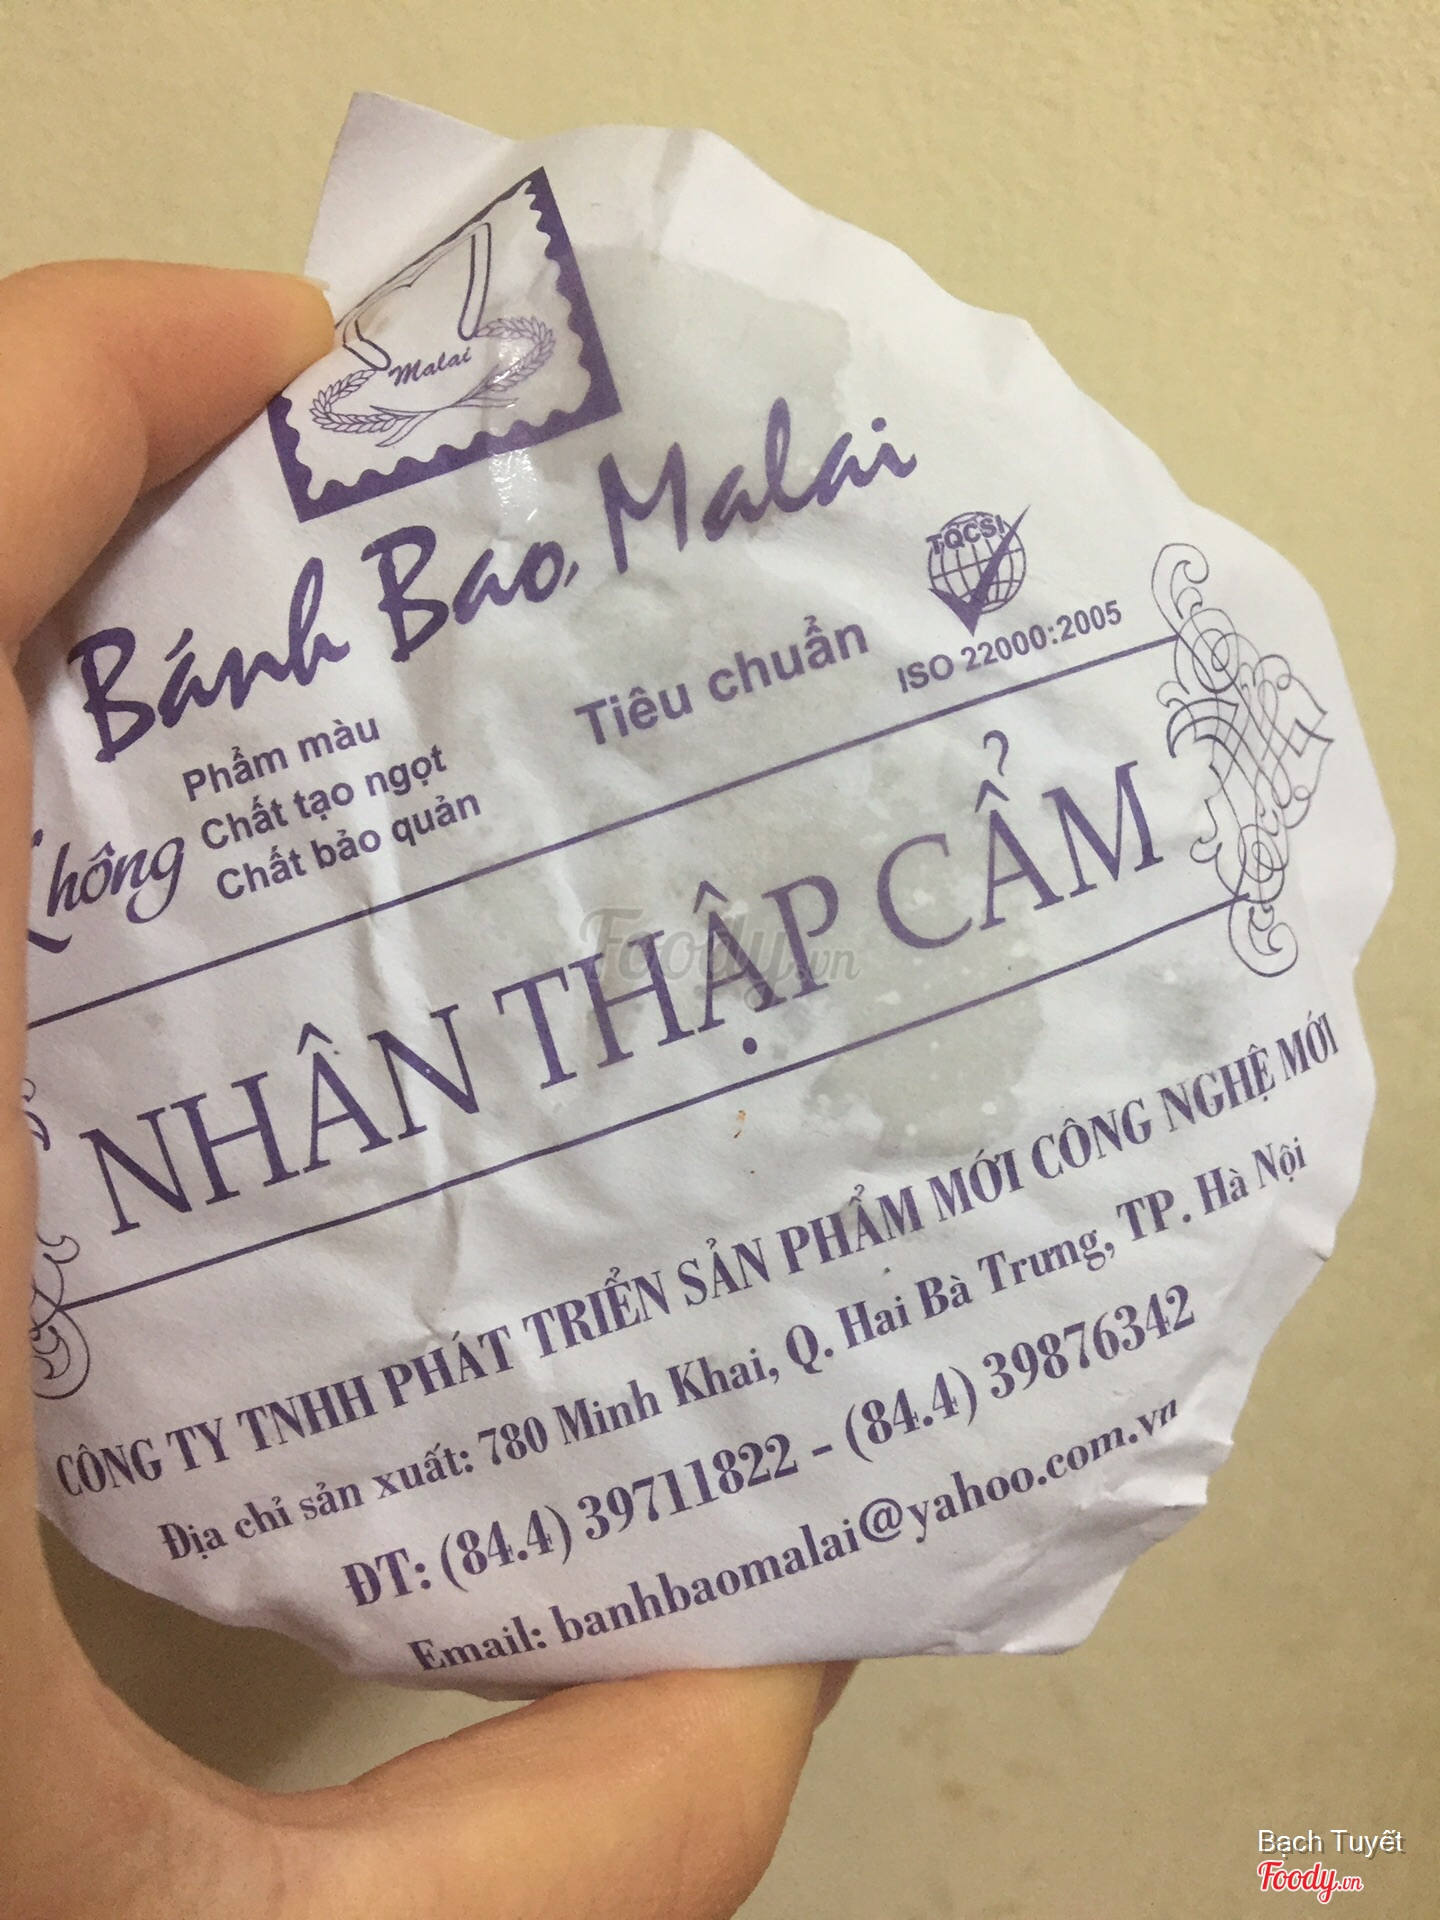 Malai
Bánh Bao, Malai
TQCSI
Tiêu chuẩn ISO 22000:2005
Không
Phẩm màu
Chất tạo ngọt
Chất bảo quản
NHÂN THẬP CẨM
Foody.vn
CÔNG TY TNHH PHÁT TRIỂN SẢN PHẨM MỚI CÔNG NGHỆ MỚI
Địa chỉ sản xuất: 780 Minh Khai, Q. Hai Bà Trưng, TP. Hà Nội
ĐT: (84.4) 39711822 - (84.4) 39876342
Email: banhbaomalai@yahoo.com.vn
Bạch Tuyết
Foody.vn